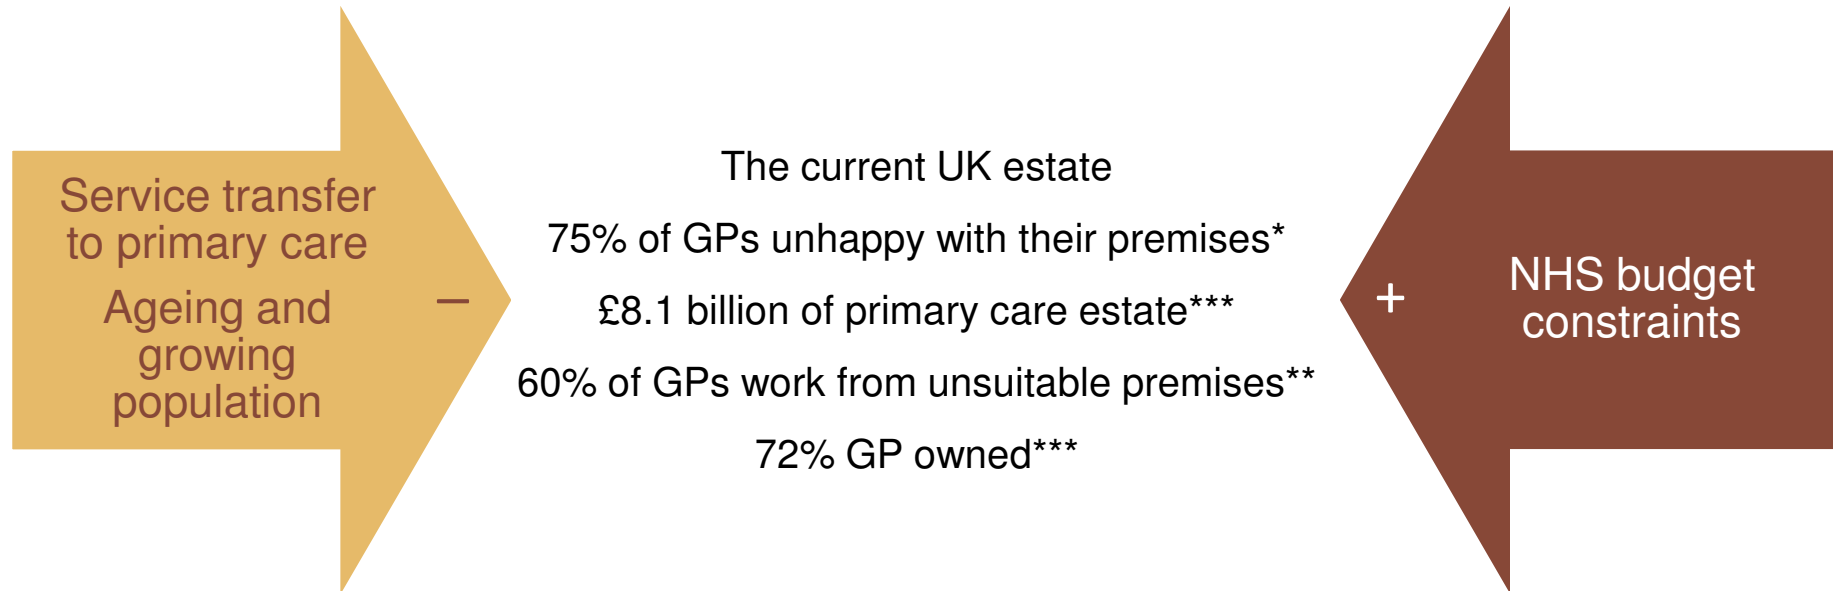 Service transfer
to primary care
Ageing and
growing
population
–
The current UK estate
75% of GPs unhappy with their premises*
£8.1 billion of primary care estate***
60% of GPs work from unsuitable premises**
72% GP owned***
+
NHS budget
constraints